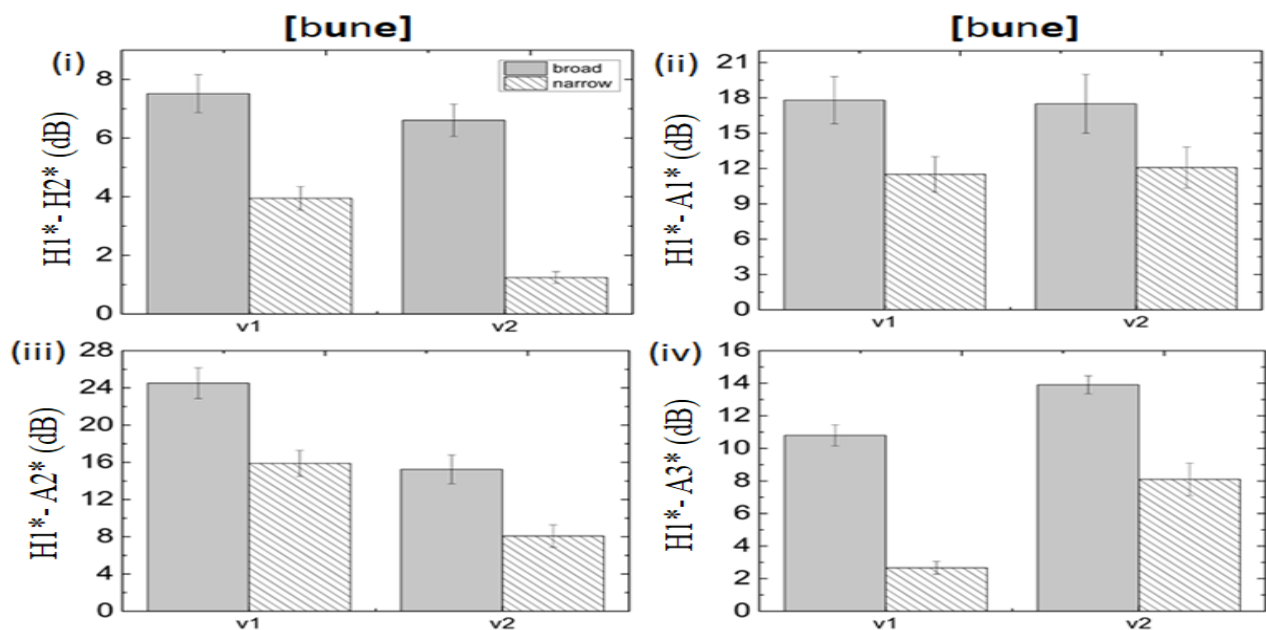 [bune]
(i)
H1*- H2* (dB)
8
6
4
2
0
broad
narrow
v1
v2
[bune]
(ii)
H1*- A1* (dB)
21
18
15
12
9
6
3
0
v1
v2
(iii)
H1*- A2* (dB)
28
24
20
16
12
8
4
0
v1
v2
(iv)
H1*- A3* (dB)
16
14
12
10
8
6
4
2
0
v1
v2